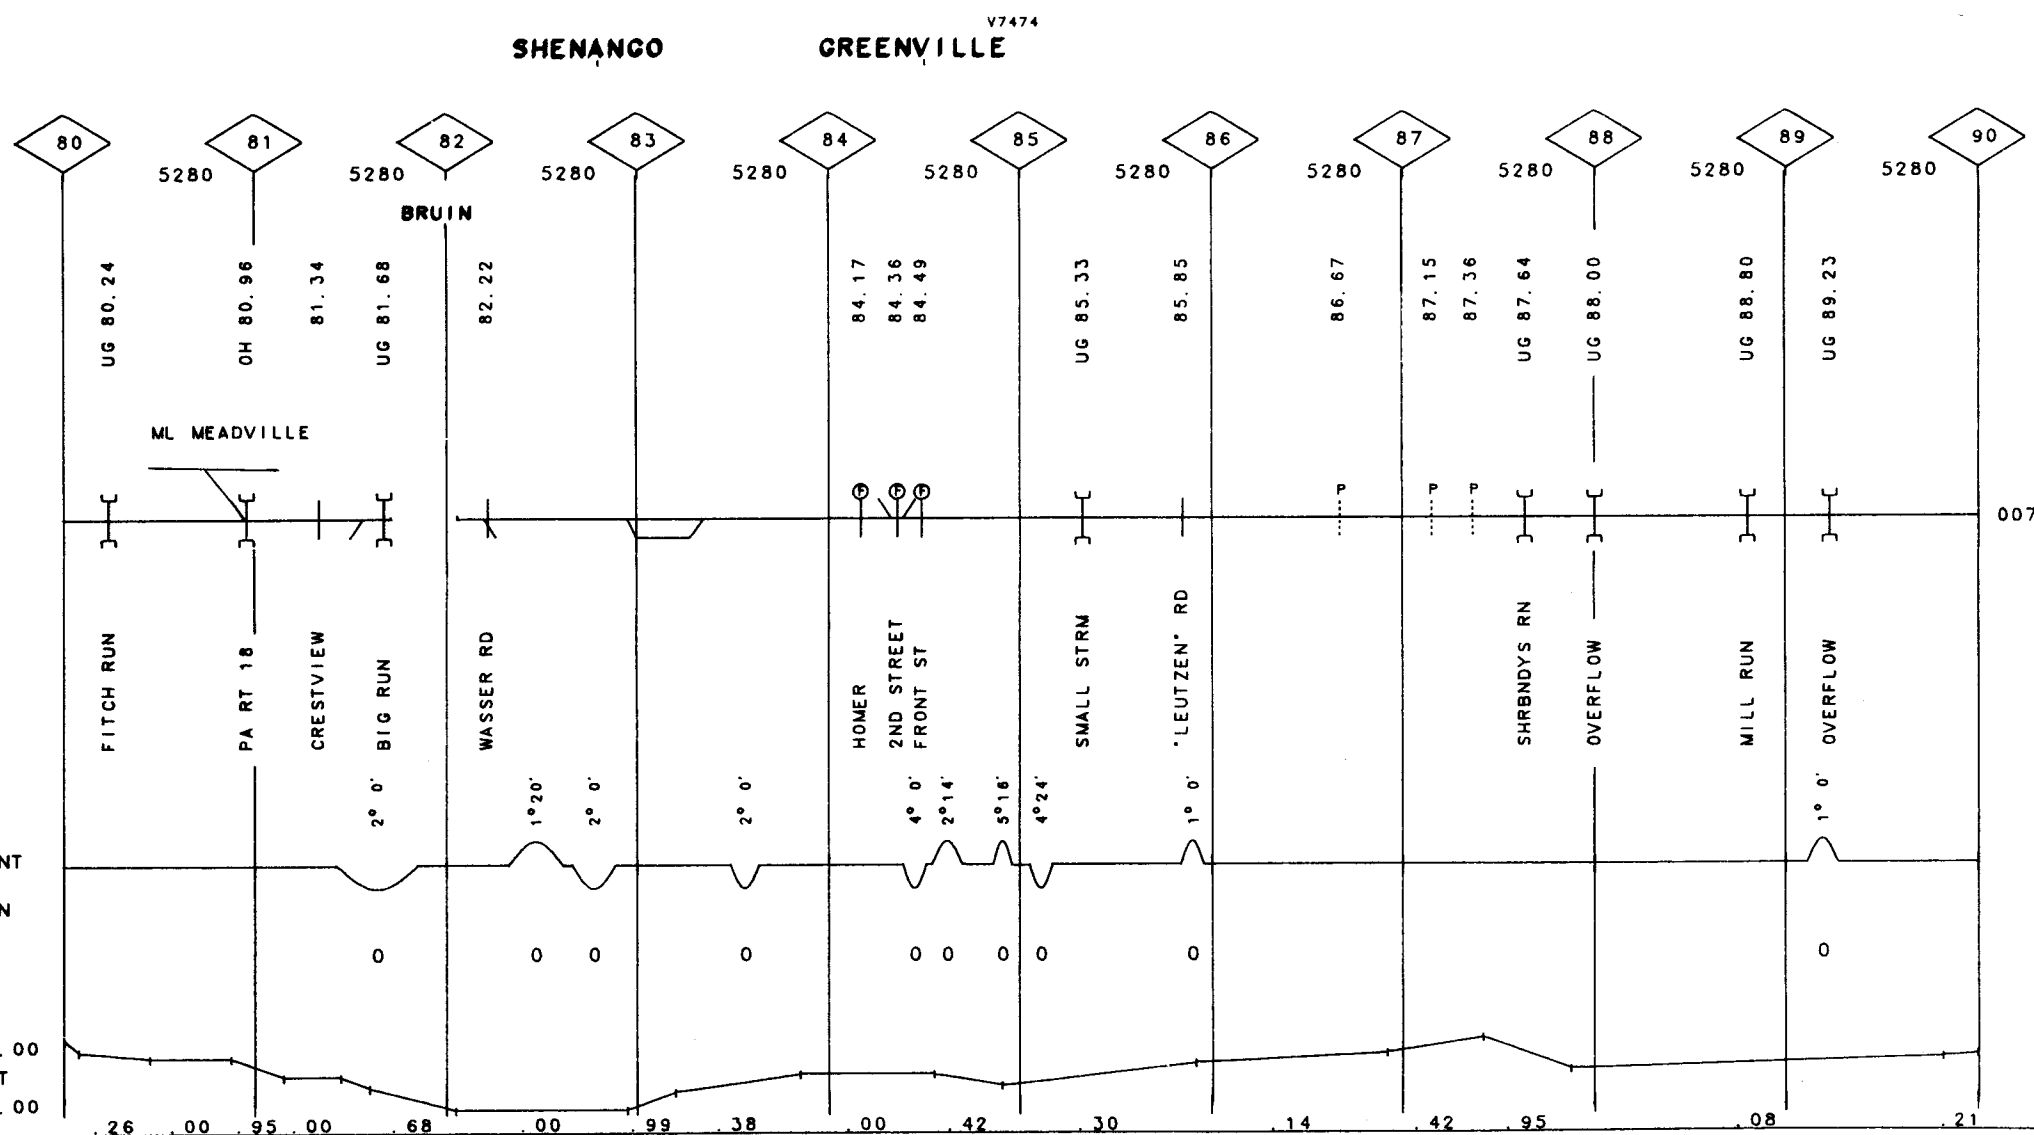 V7474
SHENANGO GREENVILLE
80 81 82 83 84 85 86 87 88 89 90
5280 5280 5280 5280 5280 5280 5280 5280 5280 5280
BRUIN
UG 80.24
OH 80.96
81.34
UG 81.68
82.22
84.17
84.36
84.49
UG 85.33
85.85
86.67
87.15
87.36
UG 87.64
UG 88.00
UG 88.80
UG 89.23
ML MEADVILLE
F F F P P P
007
FITCH RUN
PA RT 18
CRESTVIEW
BIG RUN
WASSER RD
HOMER
2ND STREET
FRONT ST
SMALL STRM
"LEUTZEN" RD
SHRBNDYS RN
OVERFLOW
MILL RUN
OVERFLOW
2° 0'
1°20'
2° 0'
2° 0'
4° 0'
2°14'
5°16'
4°24'
1° 0'
1° 0'
NT
N
0 0 0 0 0 0 0 0 0 0
.00
T
.00
.26 .00 .95 .00 .68 .00 .99 .38 .00 .42 .30 .14 .42 .95 .08 .21